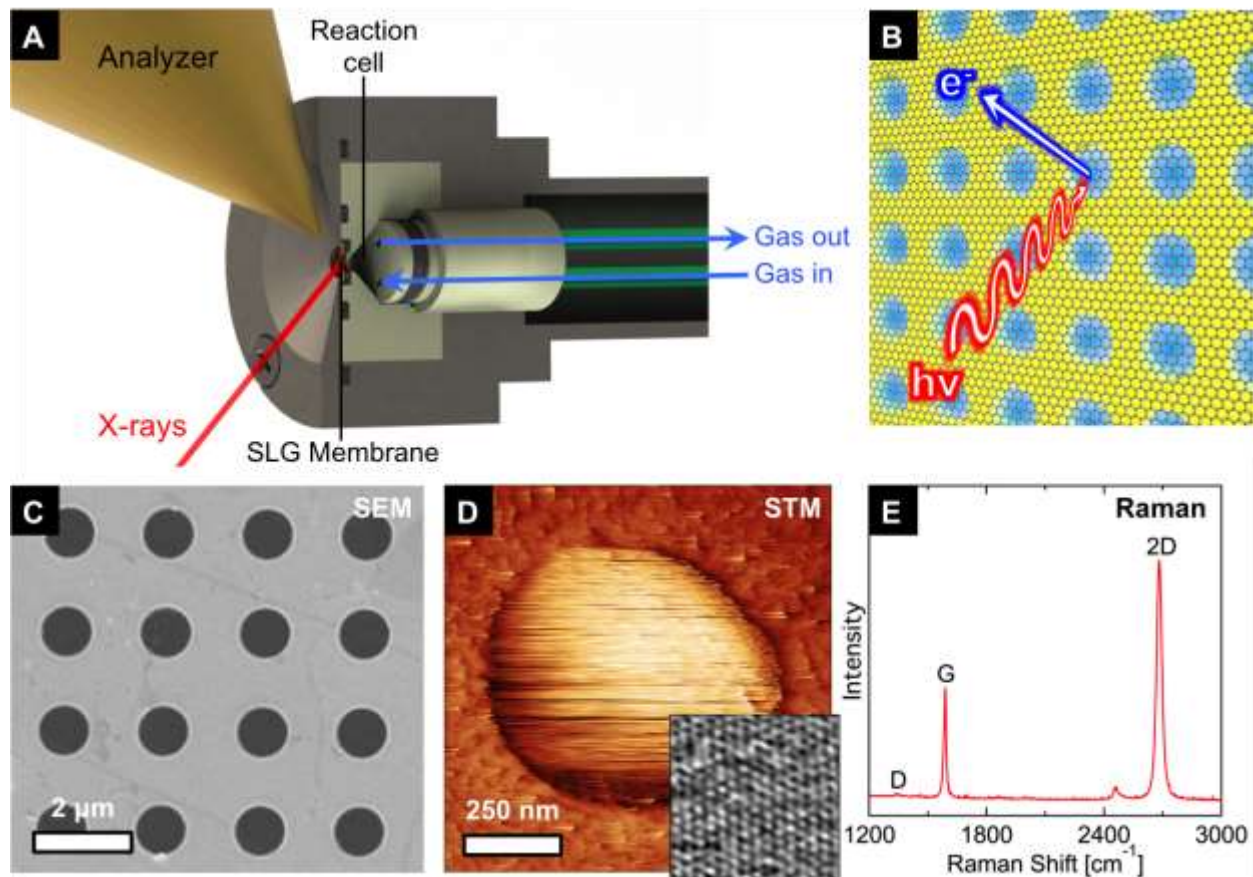 A
Analyzer
Reaction
cell
Gas out
Gas in
X-rays
SLG Membrane
B
e-
hν
C
SEM
2 μm
D
STM
250 nm
E
Raman
2D
G
D
Intensity
1200 1800 2400 3000
Raman Shift [cm⁻¹]